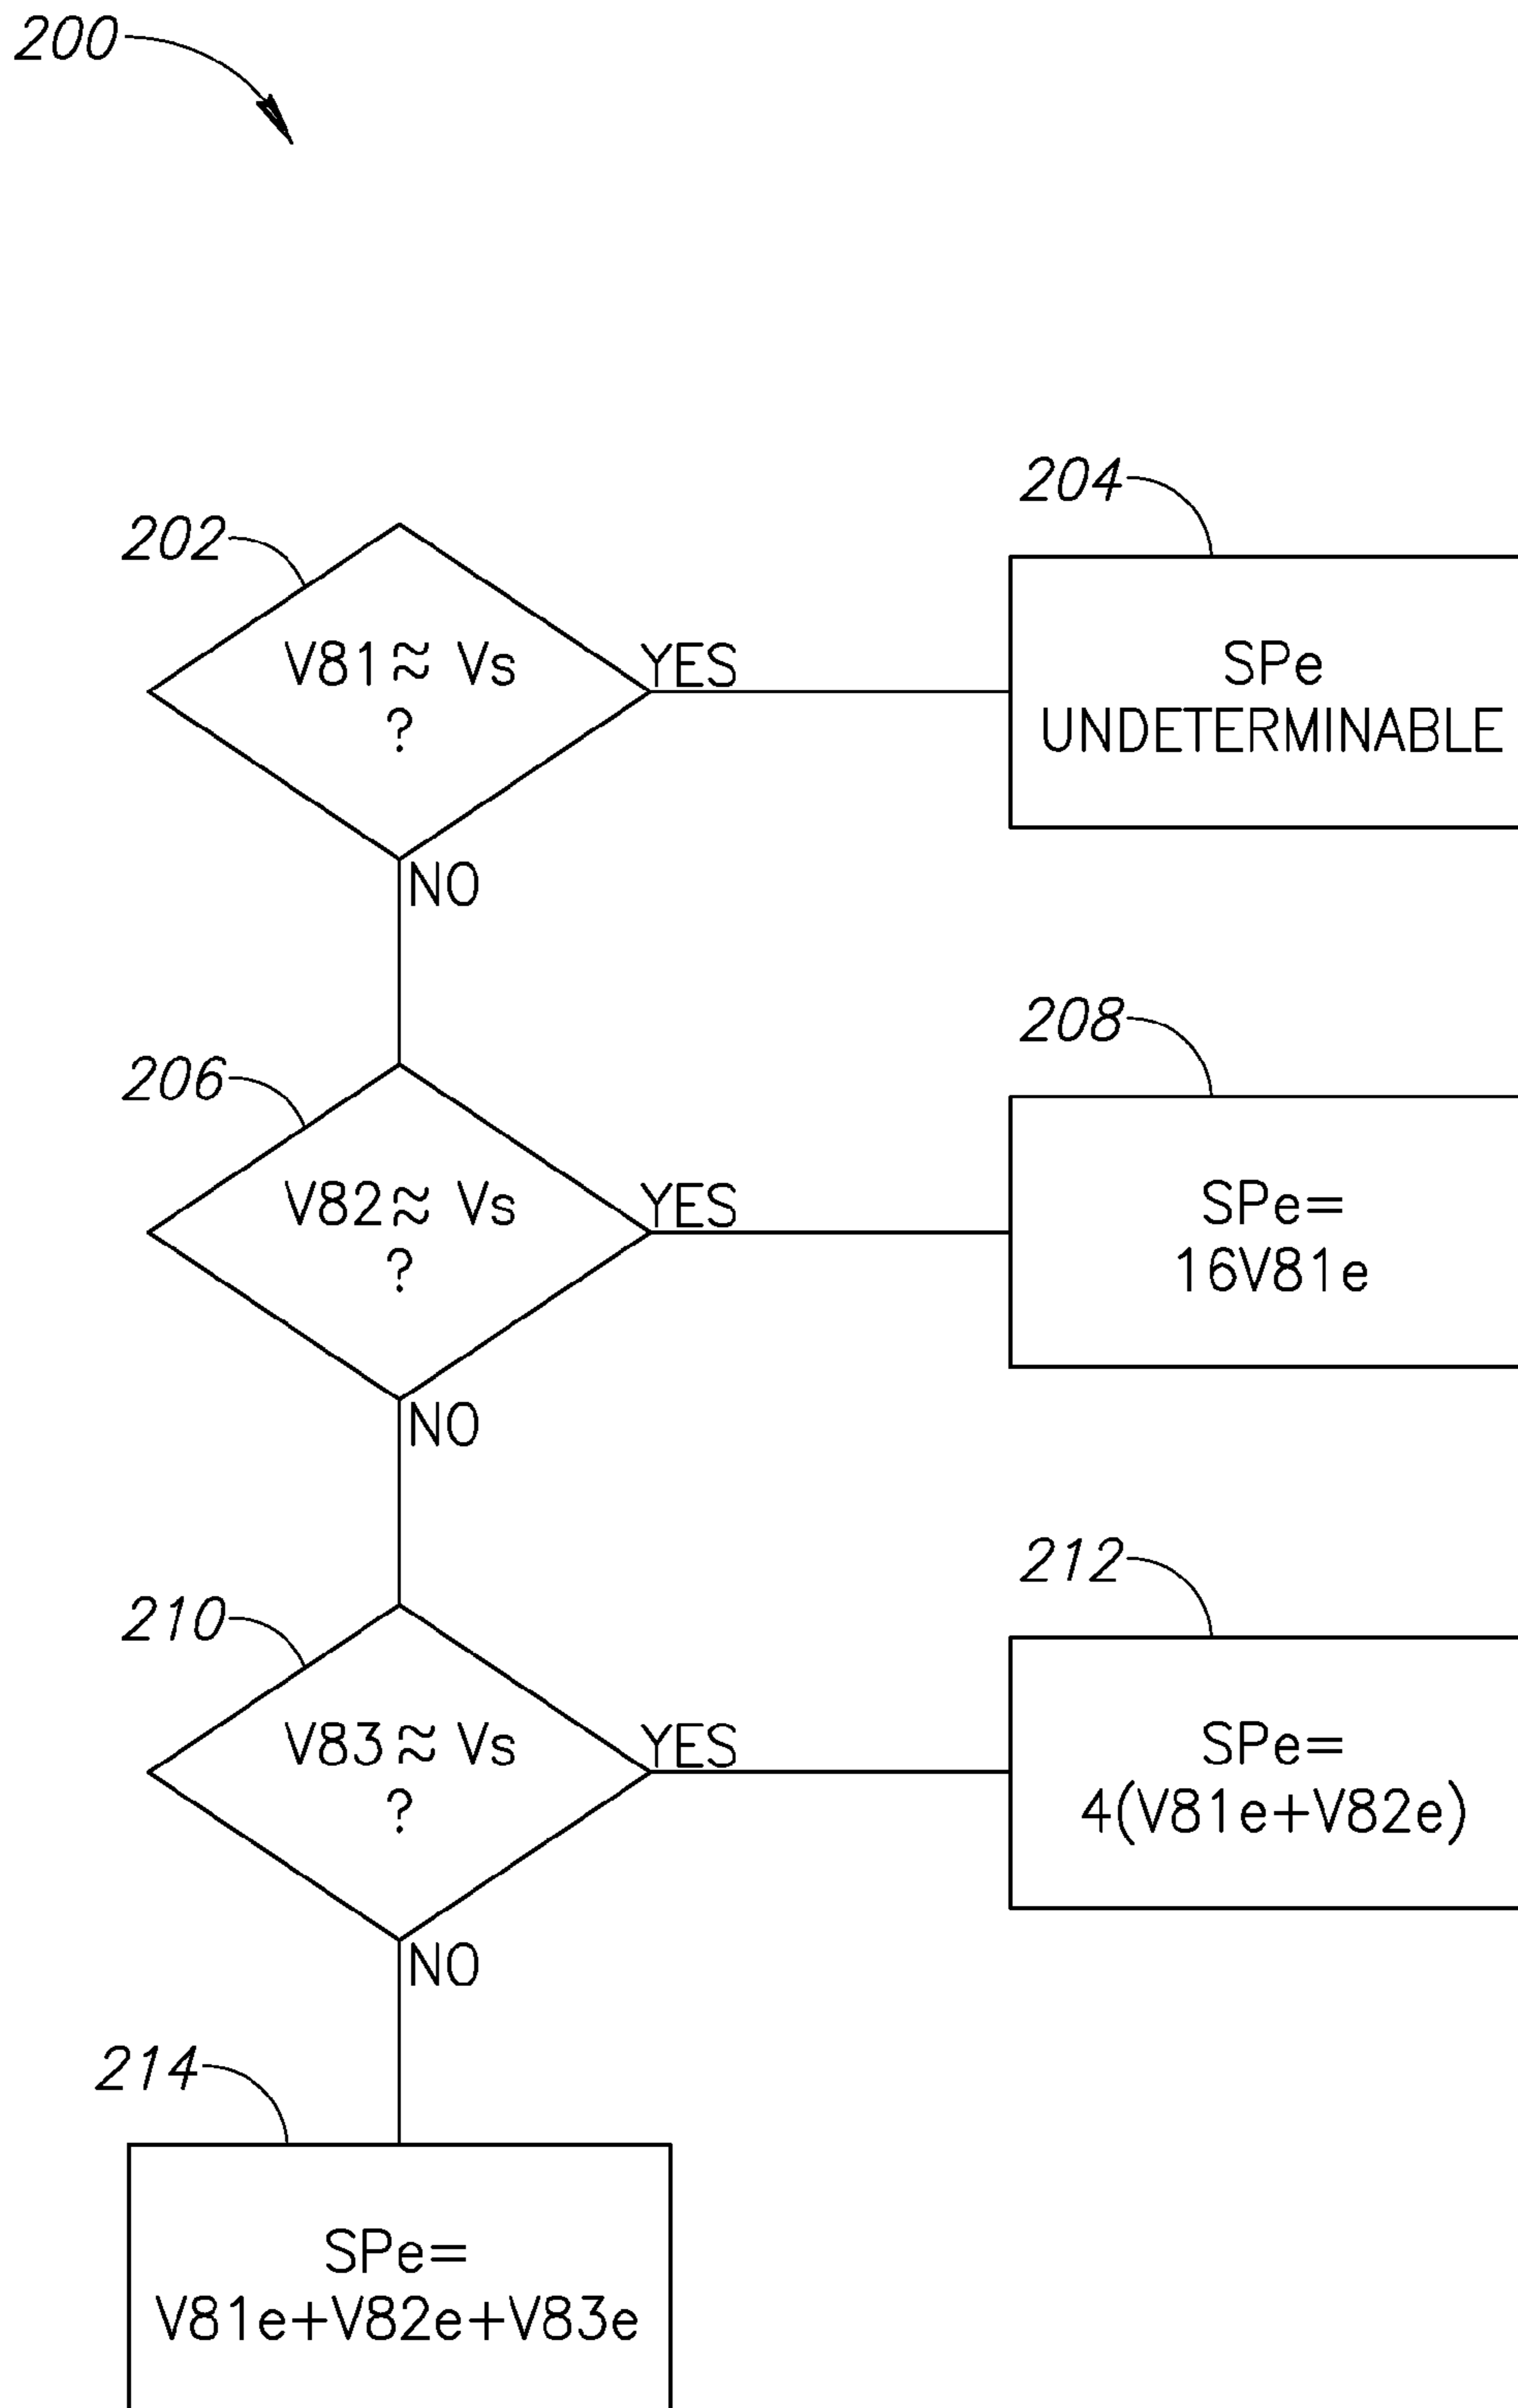 200
204
202
V81≈ Vs
?
YES
SPe
UNDETERMINABLE
NO
208
206
V82≈ Vs
?
YES
SPe=
16V81e
NO
212
210
V83≈ Vs
?
YES
SPe=
4(V81e+V82e)
NO
214
SPe=
V81e+V82e+V83e